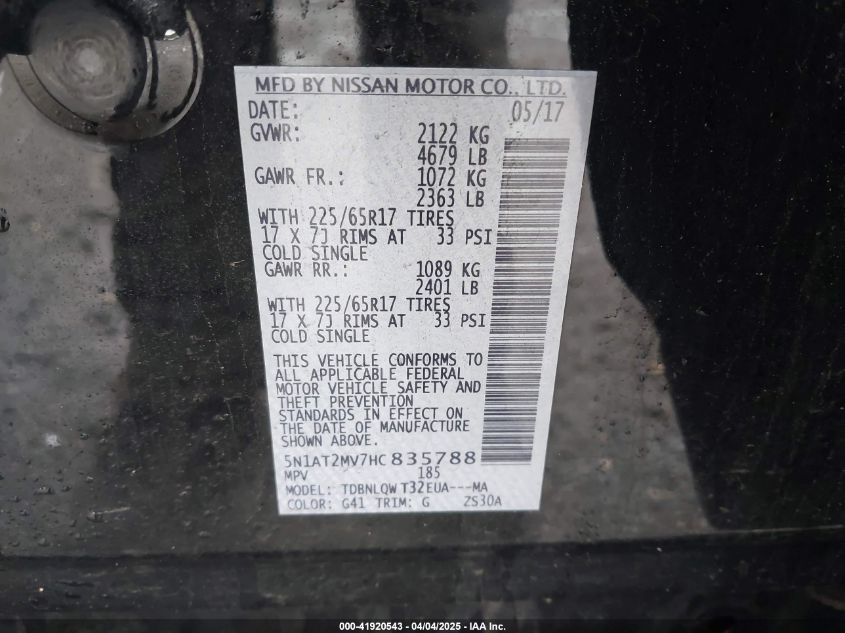 MFD BY NISSAN MOTOR CO., LTD.
DATE: 05/17
GVWR: 2122 KG
4679 LB
GAWR FR.: 1072 KG
2363 LB
WITH 225/65R17 TIRES
17 X 7J RIMS AT 33 PSI
COLD SINGLE
GAWR RR.: 1089 KG
2401 LB
WITH 225/65R17 TIRES
17 X 7J RIMS AT 33 PSI
COLD SINGLE
THIS VEHICLE CONFORMS TO
ALL APPLICABLE FEDERAL
MOTOR VEHICLE SAFETY AND
THEFT PREVENTION
STANDARDS IN EFFECT ON
THE DATE OF MANUFACTURE
SHOWN ABOVE.
5N1AT2MV7HC835788
MPV 185
MODEL: TDBNLQW T32EUA---MA
COLOR: G41 TRIM: G ZS30A
000-41920543 - 04/04/2025 - © IAA Inc.